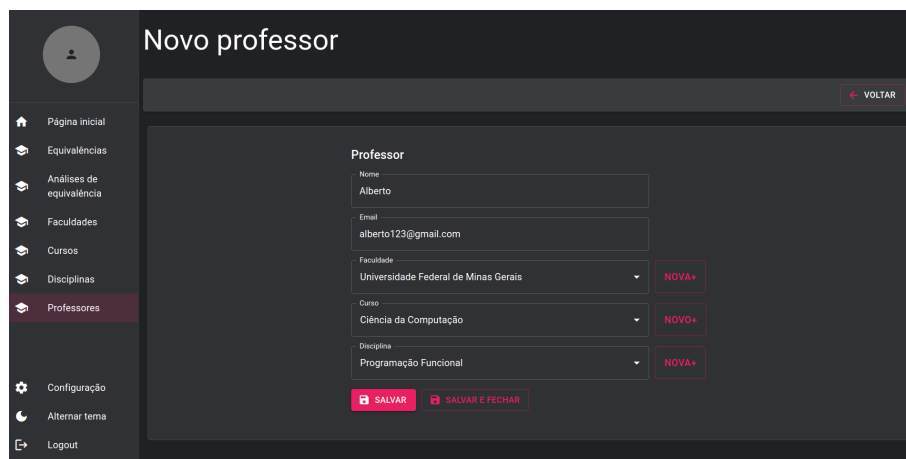 Novo professor
VOLTAR
Página inicial
Equivalências
Análises de
equivalência
Faculdades
Cursos
Disciplinas
Professores
Configuração
Alternar tema
Logout
Professor
Nome
Alberto
Email
alberto123@gmail.com
Faculdade
Universidade Federal de Minas Gerais
NOVA+
Curso
Ciência da Computação
NOVO+
Disciplina
Programação Funcional
NOVA+
SALVAR
SALVAR E FECHAR